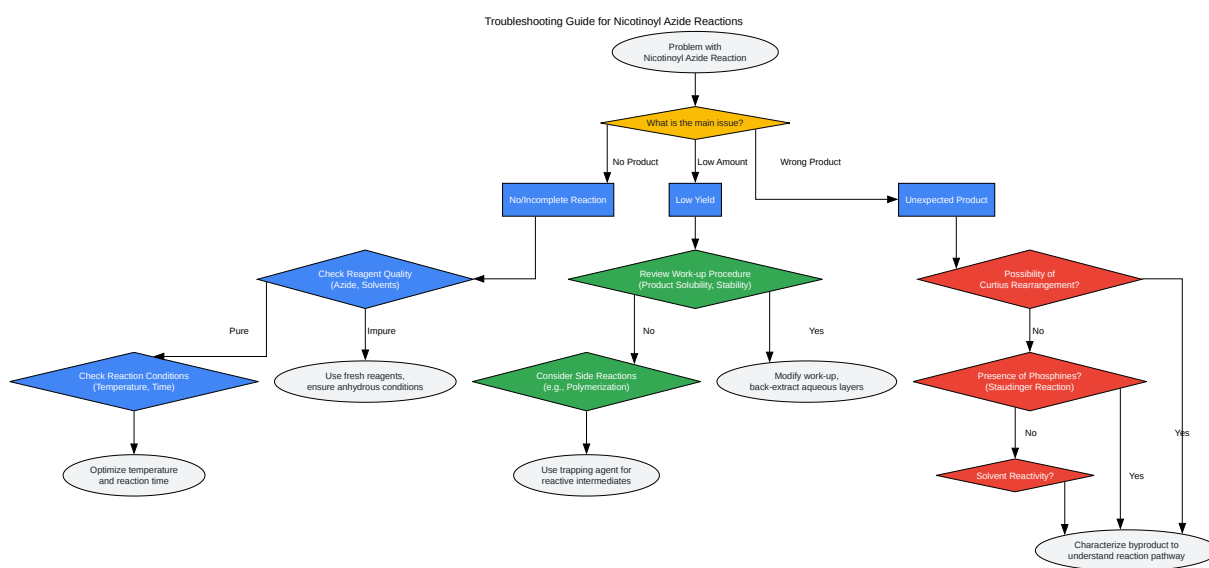 Troubleshooting Guide for Nicotinoyl Azide Reactions
Problem with
Nicotinoyl Azide Reaction
What is the main issue?
No Product
Low Amount
Wrong Product
No/Incomplete Reaction
Low Yield
Unexpected Product
Check Reagent Quality
(Azide, Solvents)
Review Work-up Procedure
(Product Solubility, Stability)
Possibility of
Curtius Rearrangement?
Pure
Impure
No
Yes
No
Check Reaction Conditions
(Temperature, Time)
Use fresh reagents,
ensure anhydrous conditions
Consider Side Reactions
(e.g., Polymerization)
Modify work-up,
back-extract aqueous layers
Presence of Phosphines?
(Staudinger Reaction)
No
Yes
Optimize temperature
and reaction time
Use trapping agent for
reactive intermediates
Solvent Reactivity?
Yes
Characterize byproduct to
understand reaction pathway